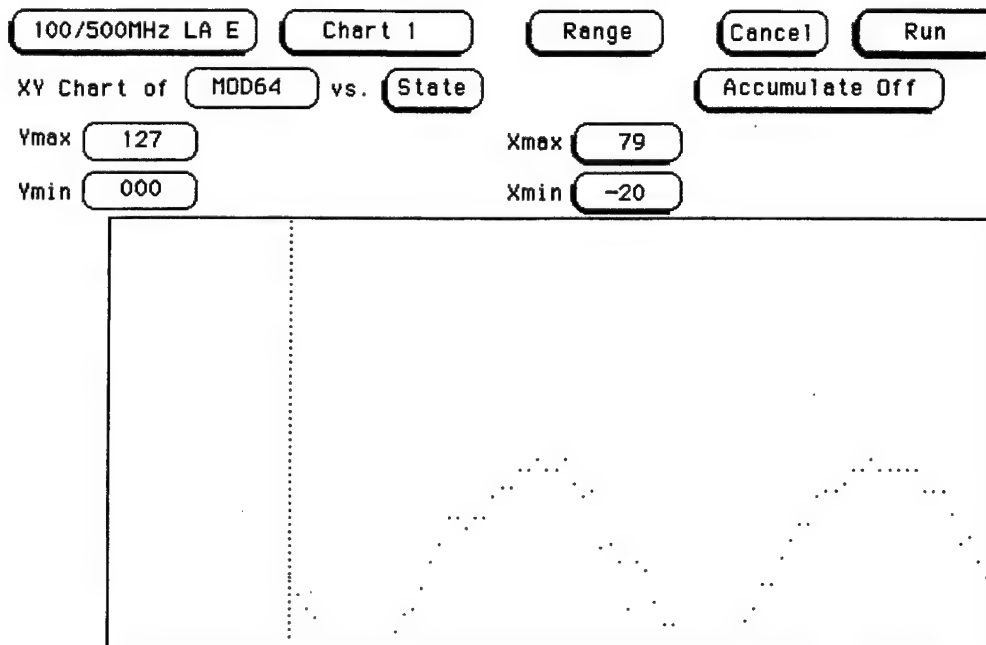 100/500MHz LA E Chart 1 Range Cancel Run
XY Chart of MOD64 vs. State Accumulate Off
Ymax 127 Xmax 79
Ymin 000 Xmin -20